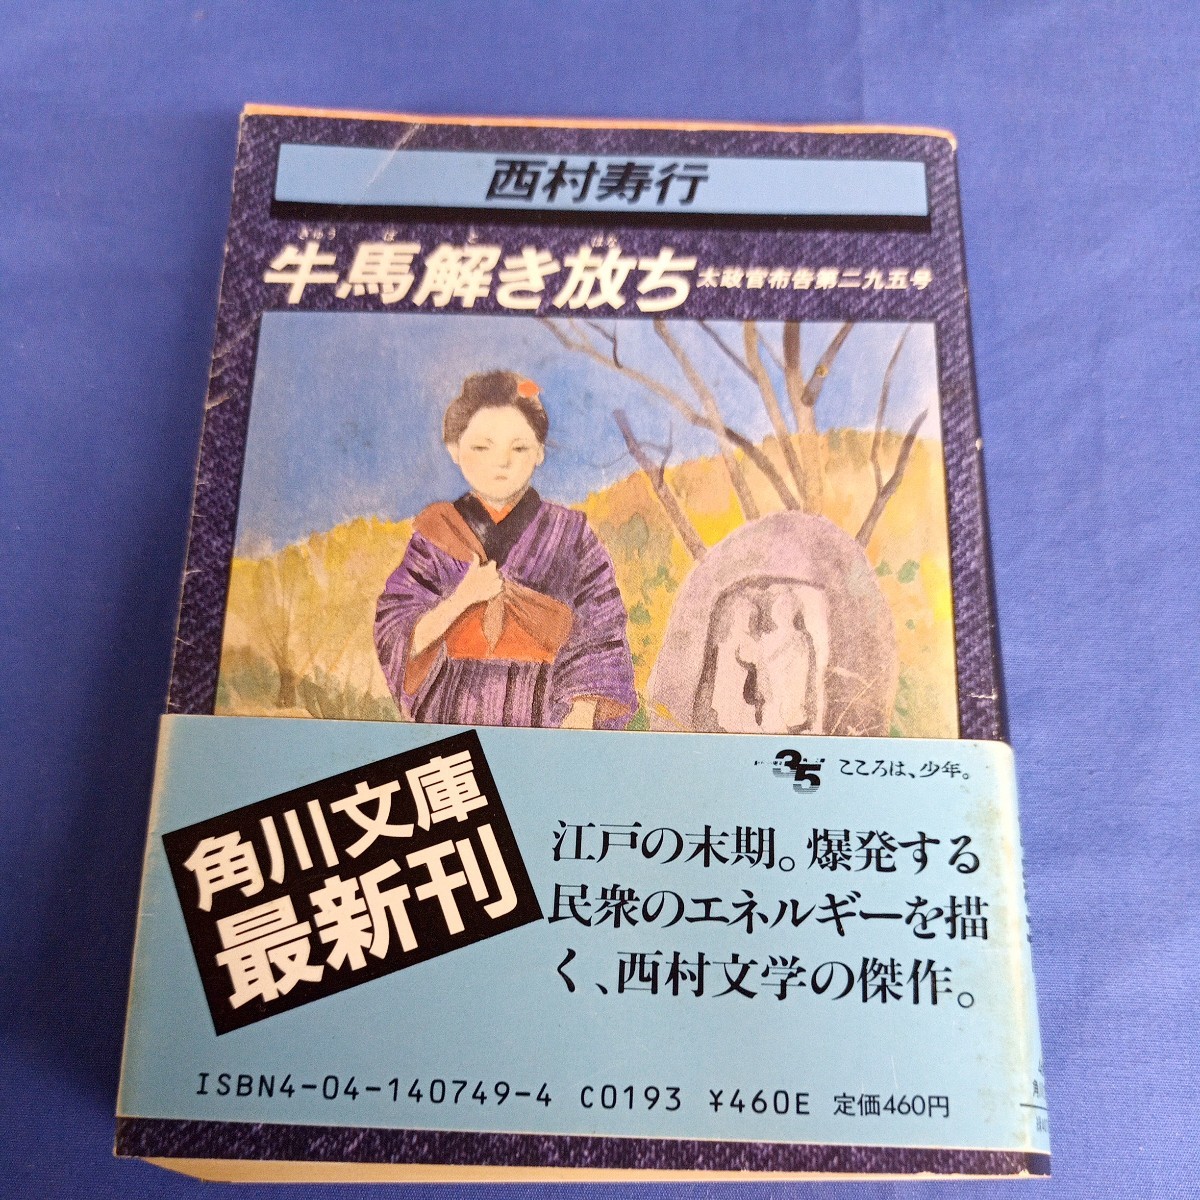 西村寿行
きゅう ば と はな
牛馬解き放ち 太政官布告第二九五号
35 こころは、少年。
角川文庫
最新刊
江戸の末期。爆発する
民衆のエネルギーを描
く、西村文学の傑作。
ISBN4-04-140749-4 C0193 ¥460E 定価460円